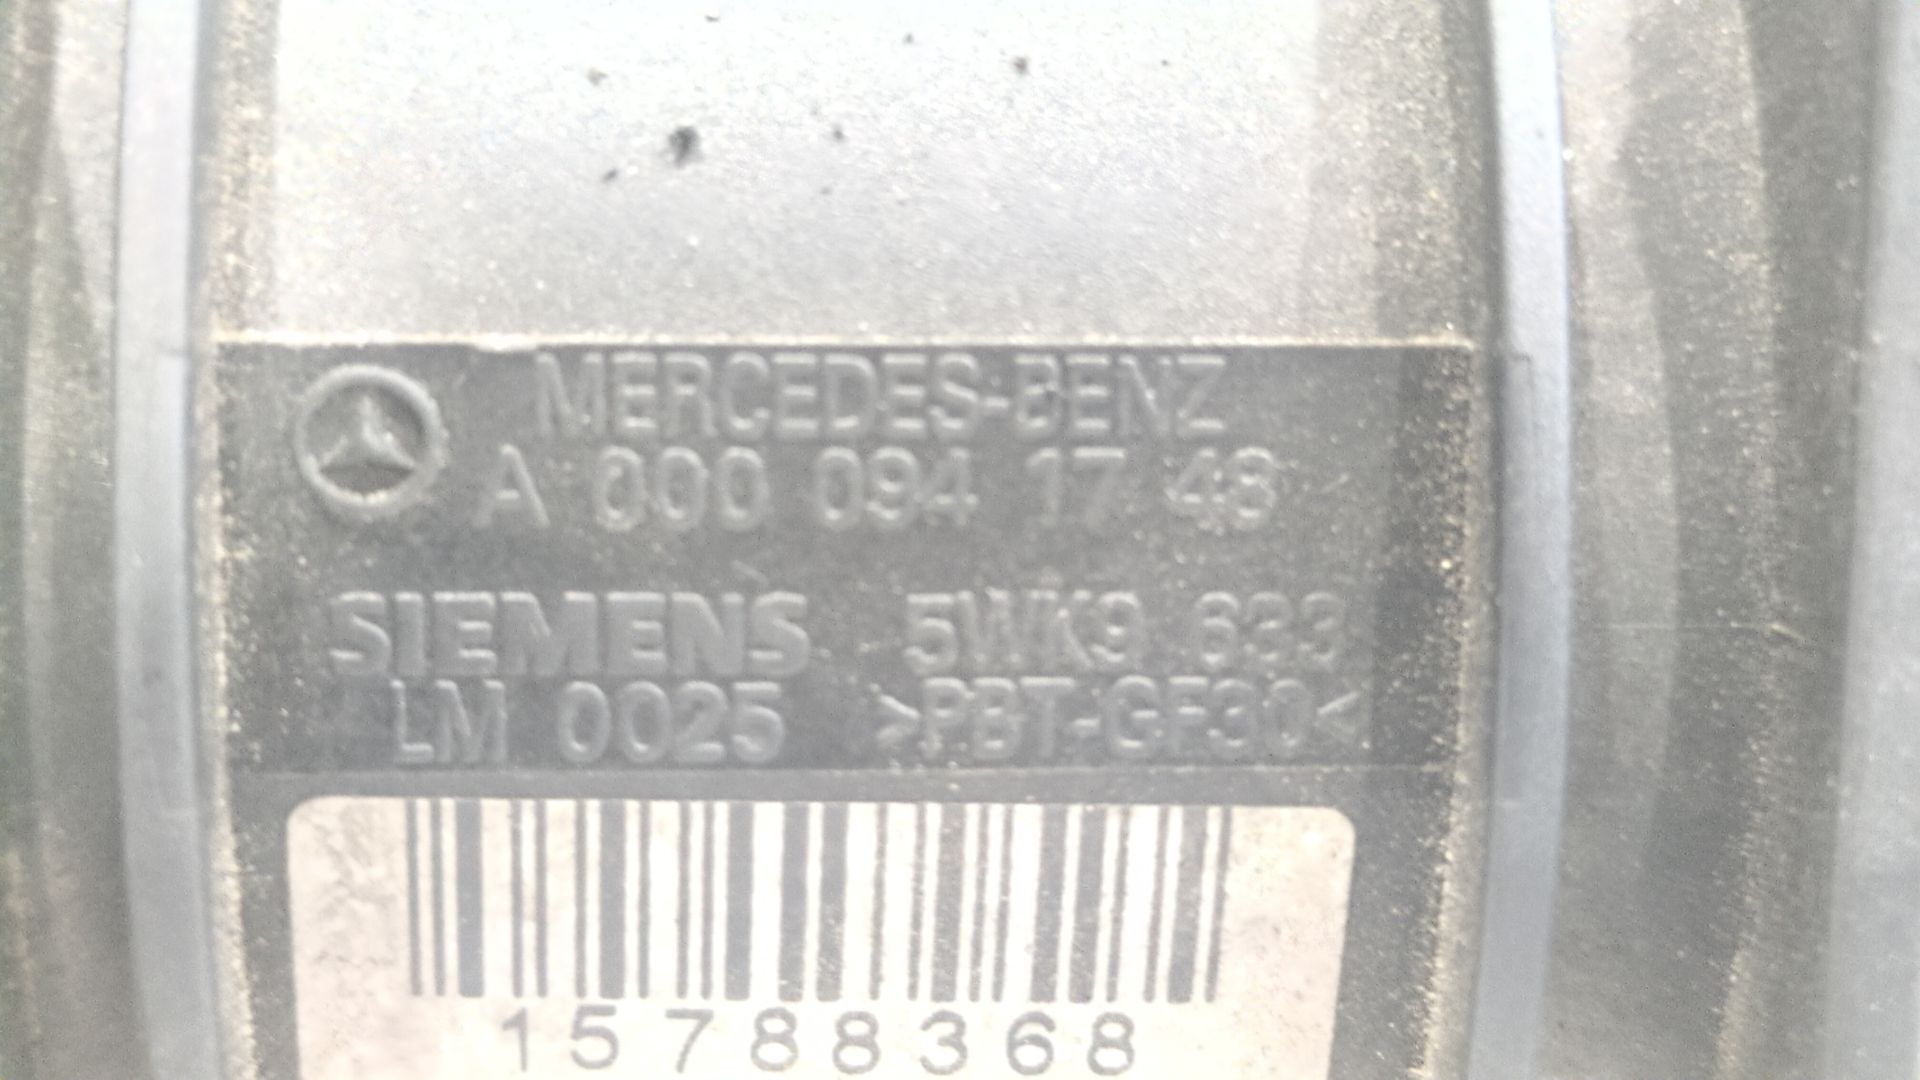 MERCEDES-BENZ
A 000 094 17 48
SIEMENS 5WK9 633
LM 0025 >PBT-GF30<
15788368